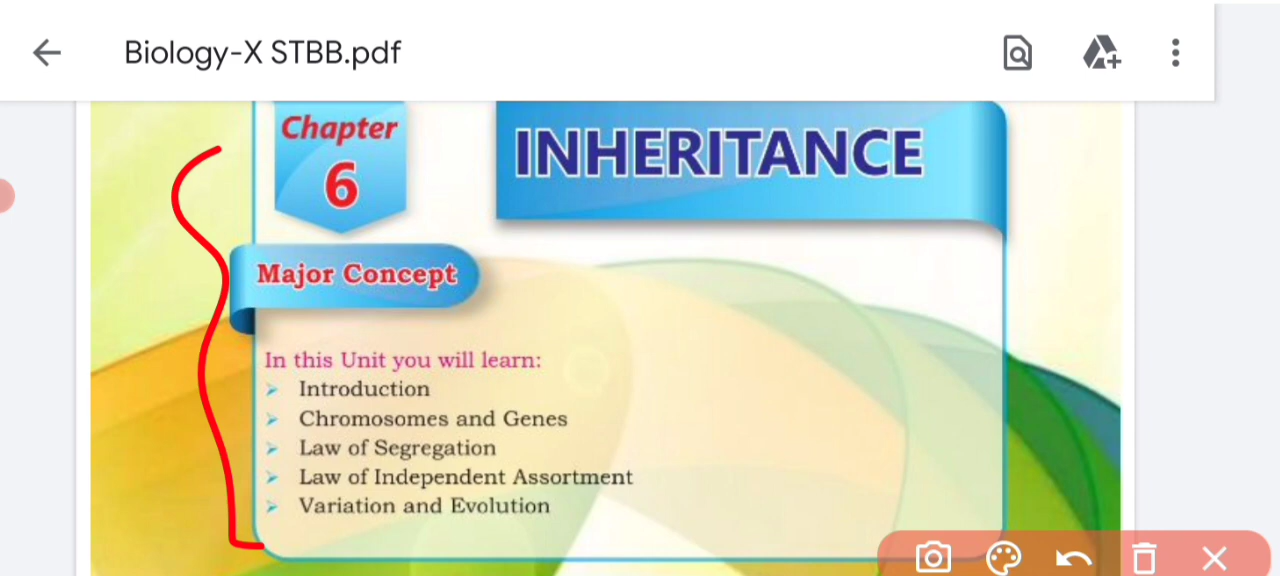 Biology-X STBB.pdf
Chapter
6
INHERITANCE
Major Concept
In this Unit you will learn:
➢ Introduction
➢ Chromosomes and Genes
➢ Law of Segregation
➢ Law of Independent Assortment
➢ Variation and Evolution